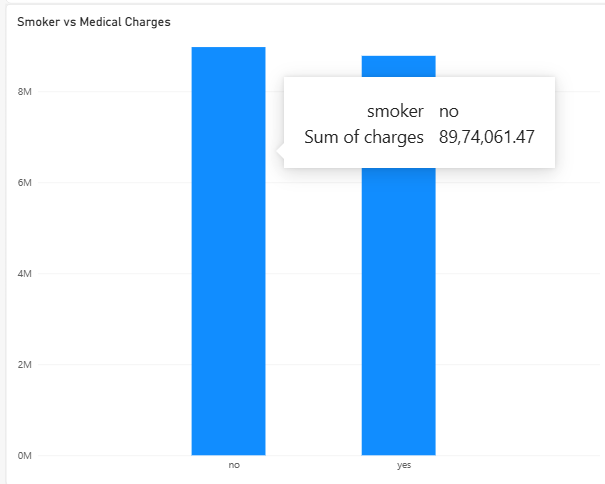 Smoker vs Medical Charges
8M
smoker no
Sum of charges 89,74,061.47
6M
4M
2M
0M
no yes